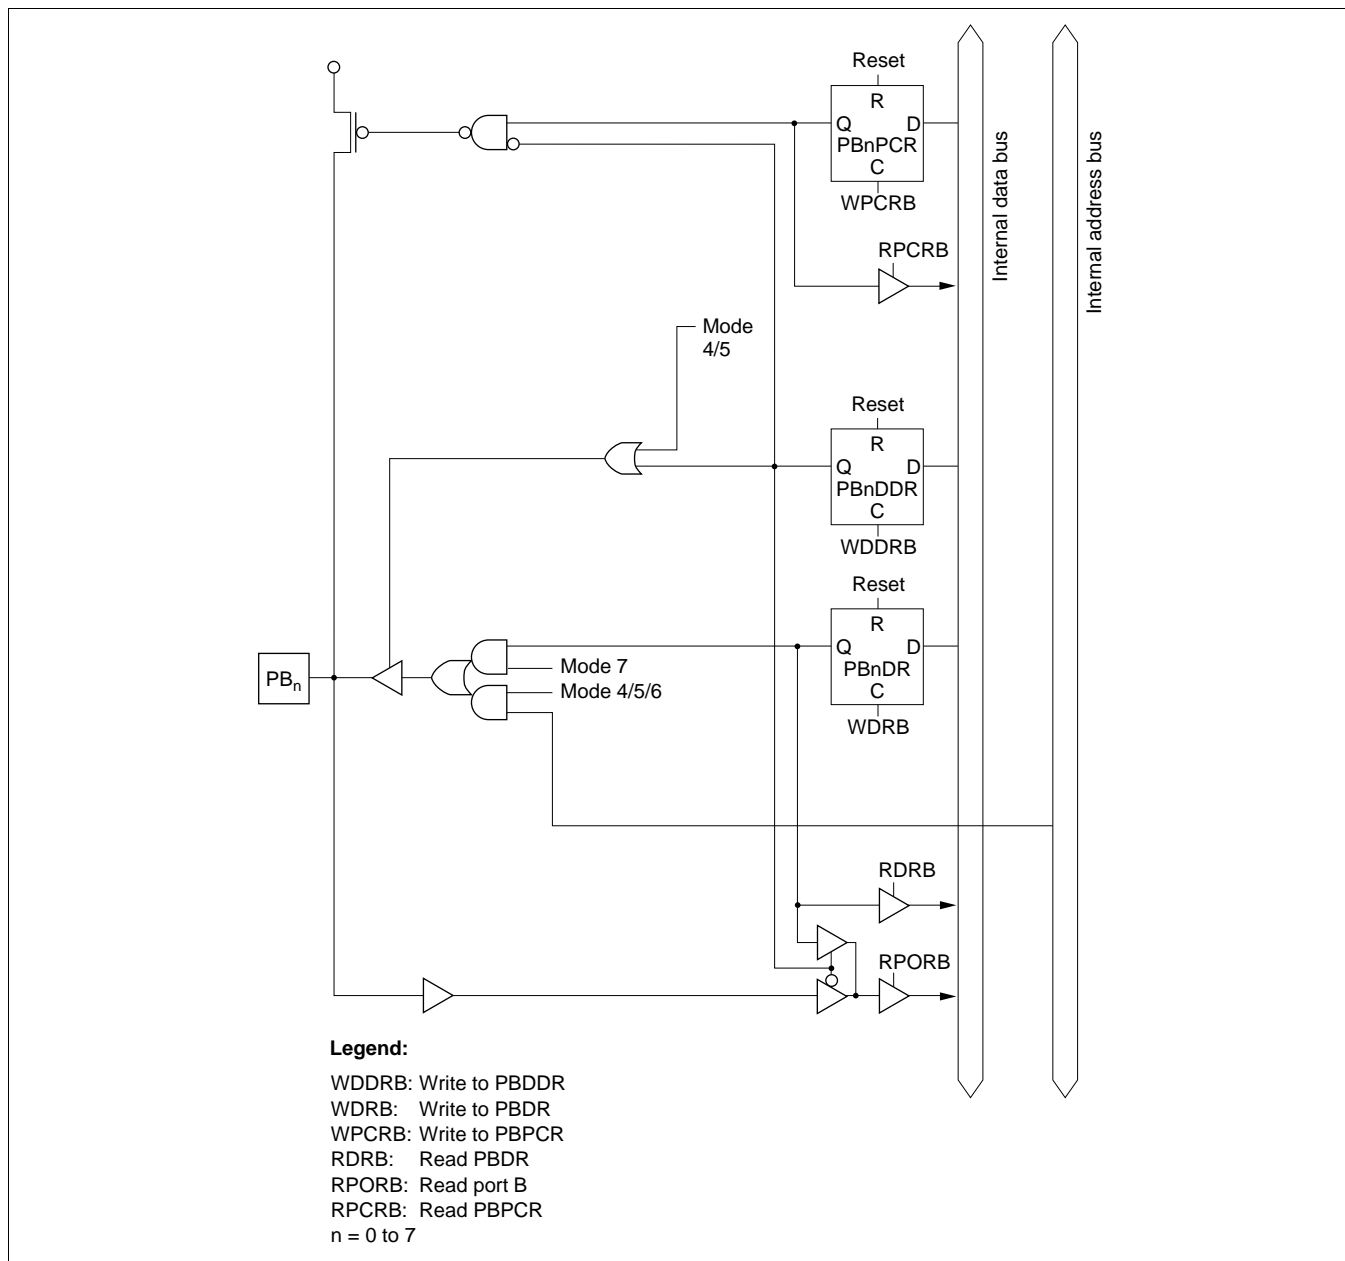 Reset
R
Q D
PBnPCR
C
WPCRB
Internal data bus
Internal address bus
RPCRB
Mode
4/5
Reset
R
Q D
PBnDDR
C
WDDRB
Reset
R
Q D
PBnDR
C
WDRB
PBn
Mode 7
Mode 4/5/6
RDRB
RPORB
Legend:
WDDRB: Write to PBDDR
WDRB: Write to PBDR
WPCRB: Write to PBPCR
RDRB: Read PBDR
RPORB: Read port B
RPCRB: Read PBPCR
n = 0 to 7